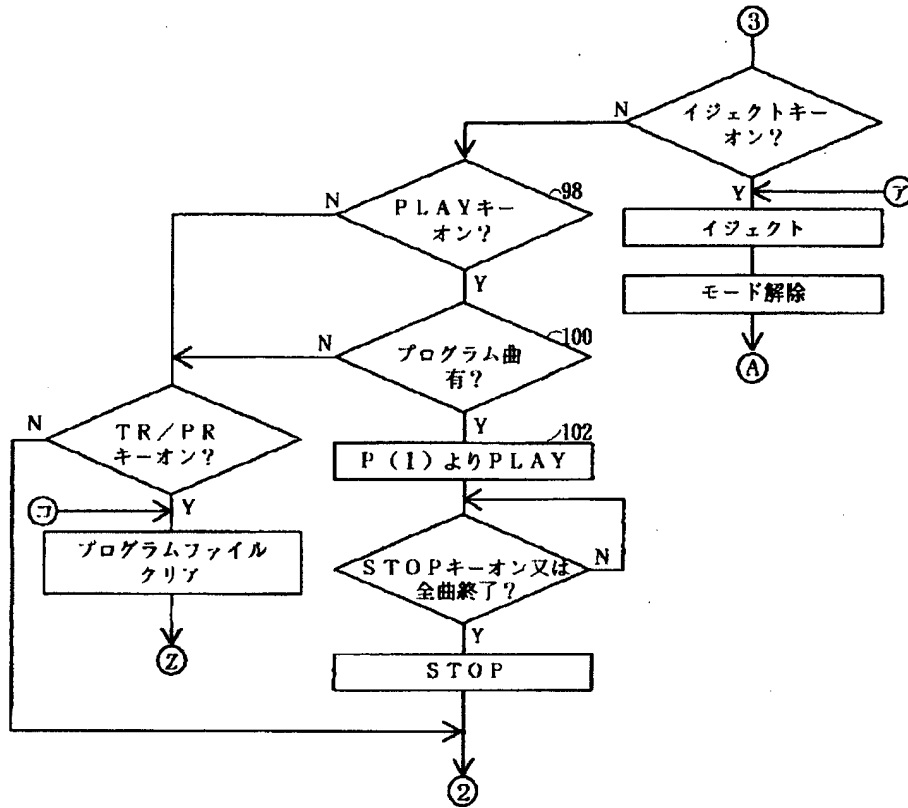 ③
イジェクトキー
オン?
N
Y
㋐
イジェクト
モード解除
Ⓐ
98
PLAYキー
オン?
N
Y
100
プログラム曲
有?
N
Y
102
P(1)よりPLAY
STOPキーオン又は
全曲終了?
N
Y
STOP
②
TR/PR
キーオン?
N
Y
㋙
プログラムファイル
クリア
Ⓩ